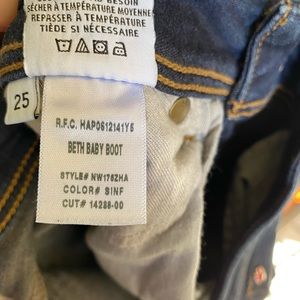 SÉCHER À TEMPÉRATURE MOYENNE
REPASSER À TEMPÉRATURE
TIÈDE SI NÉCESSAIRE
25
R.F.C. HAP0612141Y5
BETH BABY BOOT
STYLE# NW175ZHA
COLOR# SINF
CUT# 14288-00